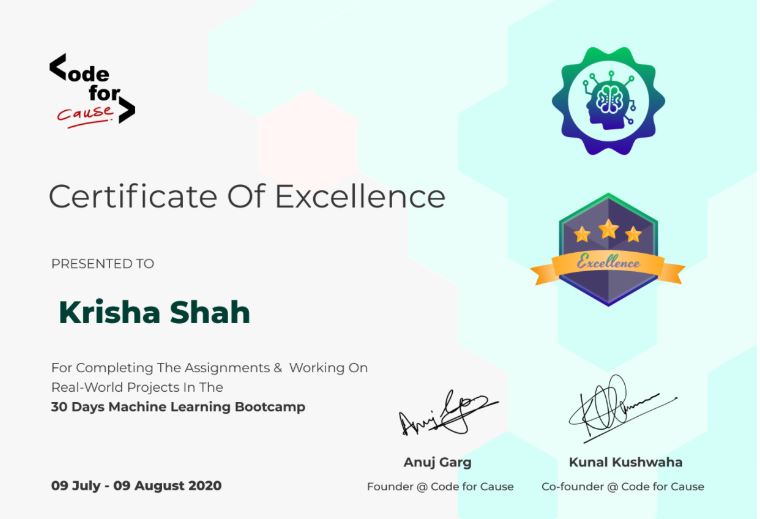 <ode
for>
Cause
Certificate Of Excellence
PRESENTED TO
Krisha Shah
For Completing The Assignments & Working On
Real-World Projects In The
30 Days Machine Learning Bootcamp
09 July - 09 August 2020
Excellence
Anuj Garg
Founder @ Code for Cause
Kunal Kushwaha
Co-founder @ Code for Cause